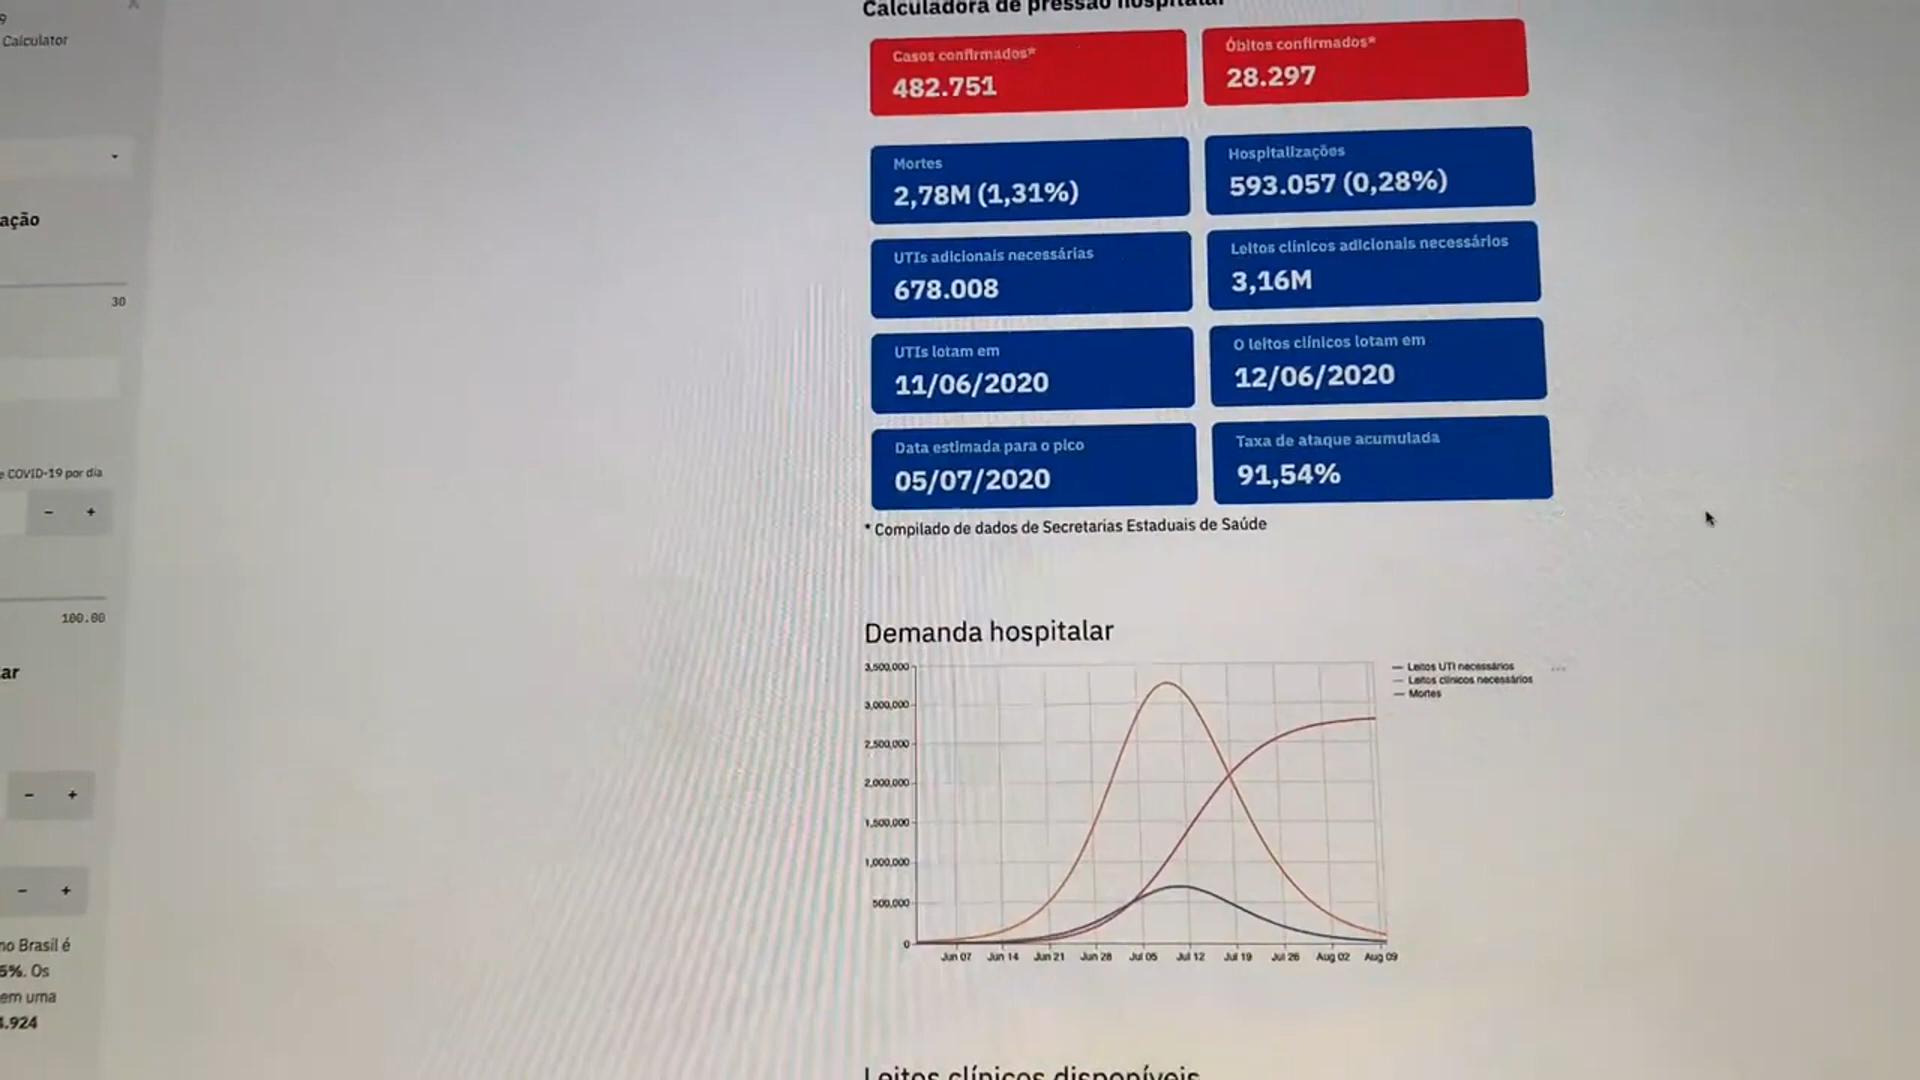 9
Calculator
ação
30
COVID-19 por dia
−
+
100.00
ar
−
+
−
+
no Brasil é
5%. Os
em uma
.924
Calculadora de pressão hospitalar
Casos confirmados*
482.751
Óbitos confirmados*
28.297
Mortes
2,78M (1,31%)
Hospitalizações
593.057 (0,28%)
UTIs adicionais necessárias
678.008
Leitos clínicos adicionais necessários
3,16M
UTIs lotam em
11/06/2020
O leitos clínicos lotam em
12/06/2020
Data estimada para o pico
05/07/2020
Taxa de ataque acumulada
91,54%
* Compilado de dados de Secretarias Estaduais de Saúde
Demanda hospitalar
3,500,000
3,000,000
2,500,000
2,000,000
1,500,000
1,000,000
500,000
0
Jun 07 Jun 14 Jun 21 Jun 28 Jul 05 Jul 12 Jul 19 Jul 26 Aug 02 Aug 09
Leitos UTI necessários
Leitos clínicos necessários
Mortes
Leitos clínicos disponíveis